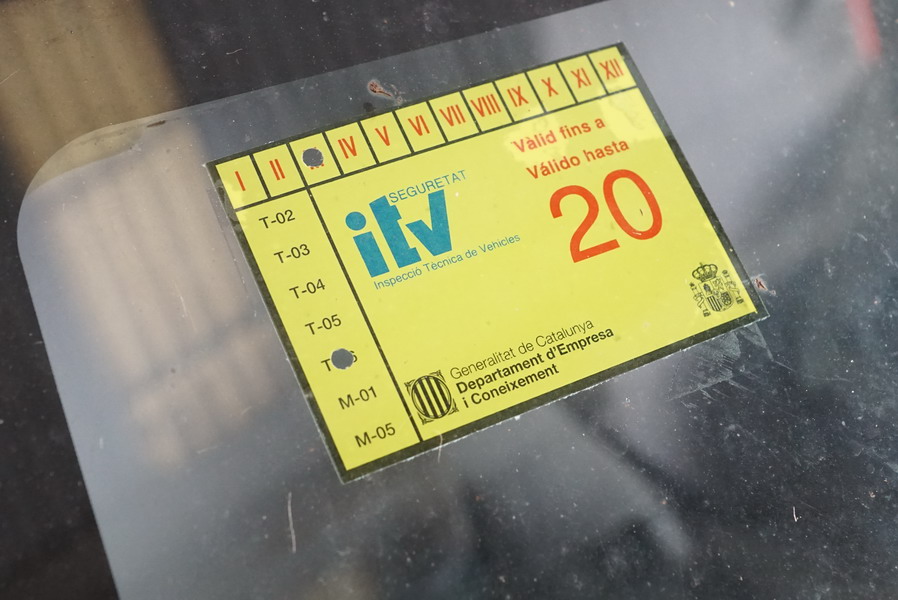 I II IV V VI VII VIII IX X XI XII
Vàlid fins a
Válido hasta
20
SEGURETAT
itv
Inspecció Tècnica de Vehicles
T-02
T-03
T-04
T-05
M-01
M-05
Generalitat de Catalunya
Departament d'Empresa
i Coneixement